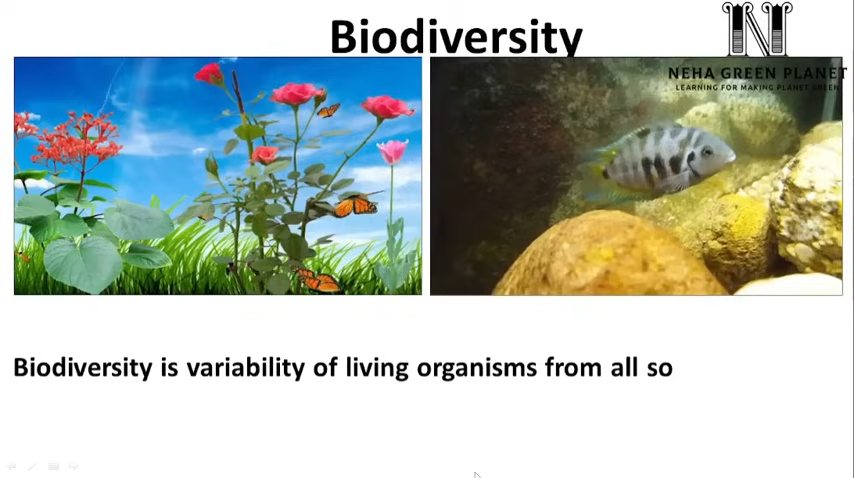 Biodiversity
N
NEHA GREEN PLANET
LEARNING FOR MAKING PLANET GREEN
Biodiversity is variability of living organisms from all so